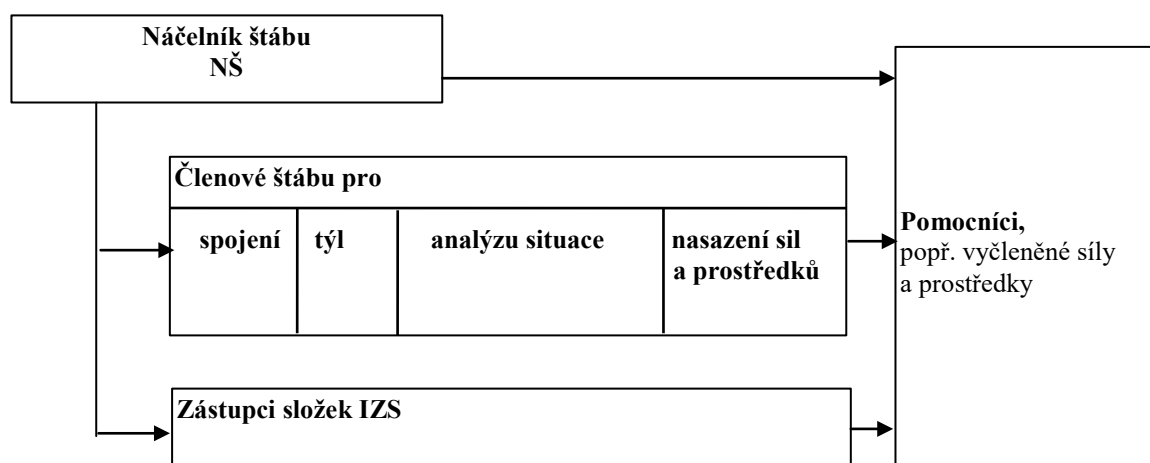 Náčelník štábu
NŠ
Členové štábu pro
spojení
týl
analýzu situace
nasazení sil
a prostředků
Zástupci složek IZS
Pomocníci,
popř. vyčleněné síly
a prostředky